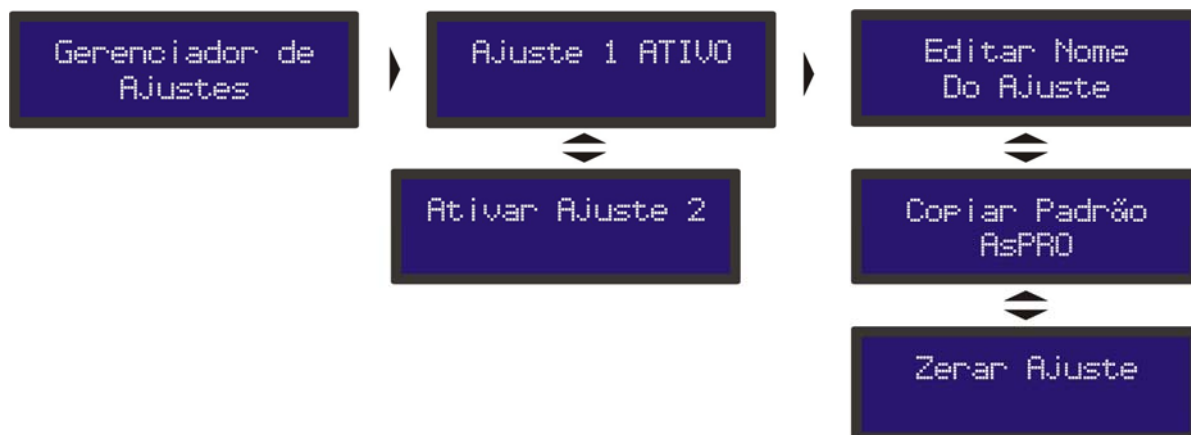 Gerenciador de
Ajustes
Ajuste 1 ATIVO
Ativar Ajuste 2
Editar Nome
Do Ajuste
Copiar Padrão
AsPRO
Zerar Ajuste